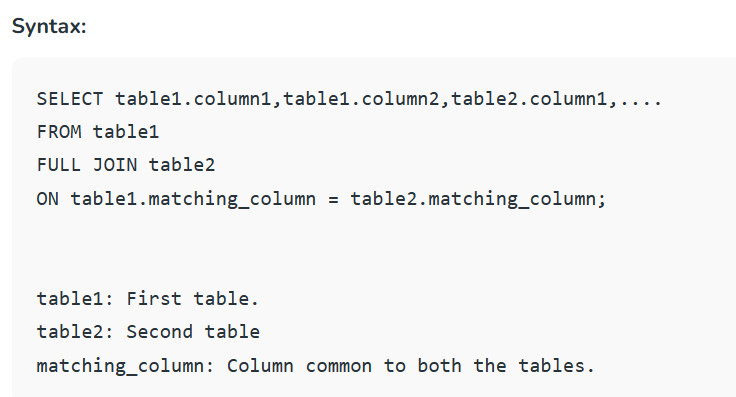 Syntax:
SELECT table1.column1,table1.column2,table2.column1,....
FROM table1
FULL JOIN table2
ON table1.matching_column = table2.matching_column;
table1: First table.
table2: Second table
matching_column: Column common to both the tables.